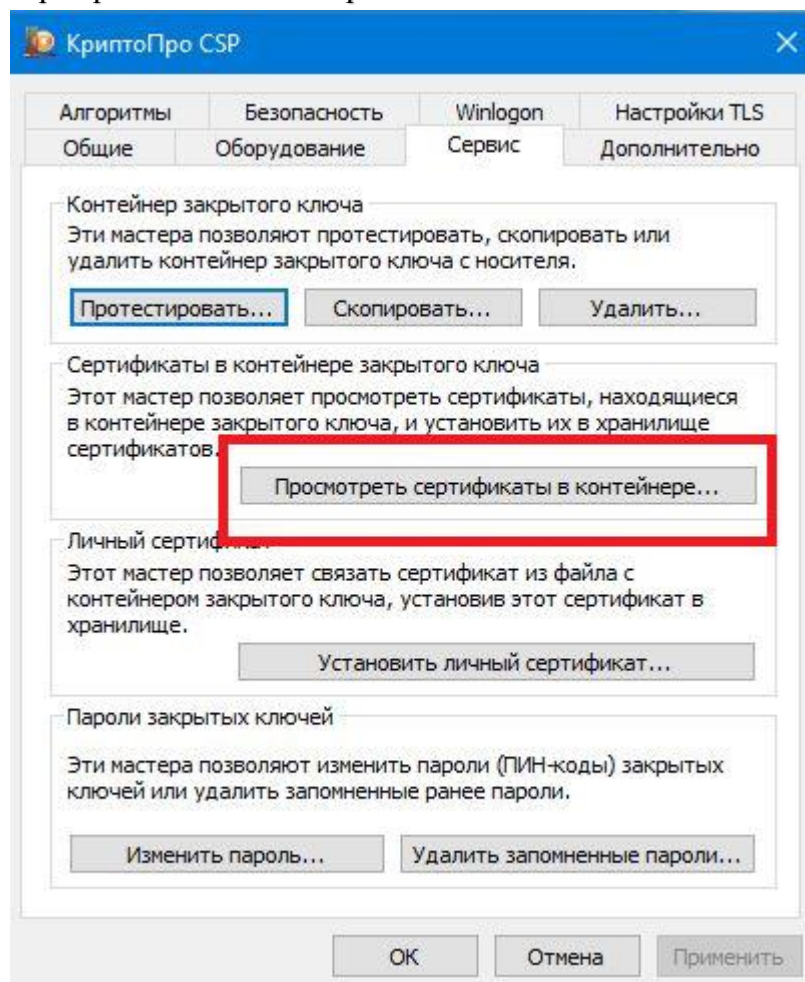 КриптоПро CSP
Алгоритмы Безопасность Winlogon Настройки TLS
Общие Оборудование Сервис Дополнительно
Контейнер закрытого ключа
Эти мастера позволяют протестировать, скопировать или
удалить контейнер закрытого ключа с носителя.
Протестировать... Скопировать... Удалить...
Сертификаты в контейнере закрытого ключа
Этот мастер позволяет просмотреть сертификаты, находящиеся
в контейнере закрытого ключа, и установить их в хранилище
сертификатов.
Просмотреть сертификаты в контейнере...
Личный сертификат
Этот мастер позволяет связать сертификат из файла с
контейнером закрытого ключа, установив этот сертификат в
хранилище.
Установить личный сертификат...
Пароли закрытых ключей
Эти мастера позволяют изменить пароли (ПИН-коды) закрытых
ключей или удалить запомненные ранее пароли.
Изменить пароль... Удалить запомненные пароли...
ОК Отмена Применить